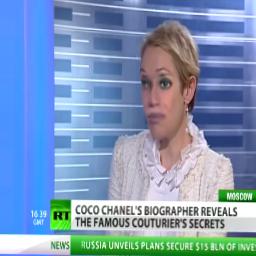 MOSCOW
16:39
GMT
RT
COCO CHANEL'S BIOGRAPHER REVEALS
THE FAMOUS COUTURIER'S SECRETS
NEWS
RUSSIA UNVEILS PLANS SECURE $15 BLN OF INVES